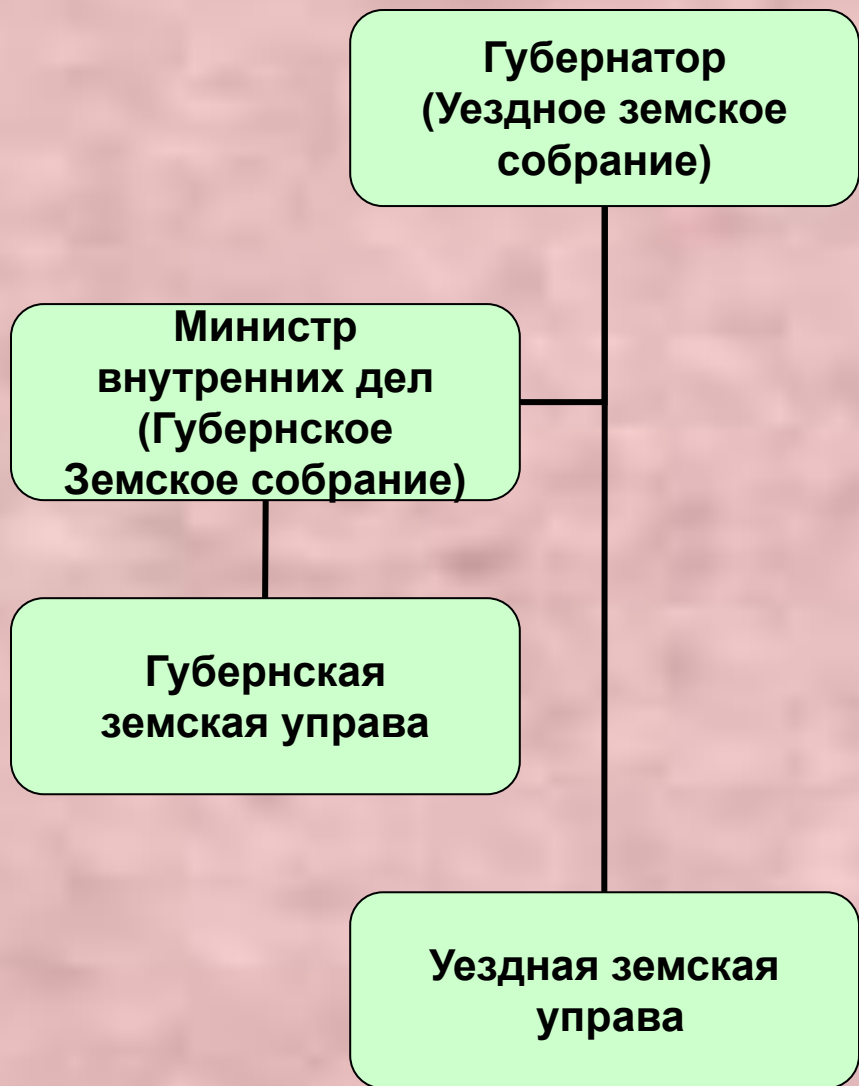 Губернатор
(Уездное земское
собрание)
Министр
внутренних дел
(Губернское
Земское собрание)
Губернская
земская управа
Уездная земская
управа